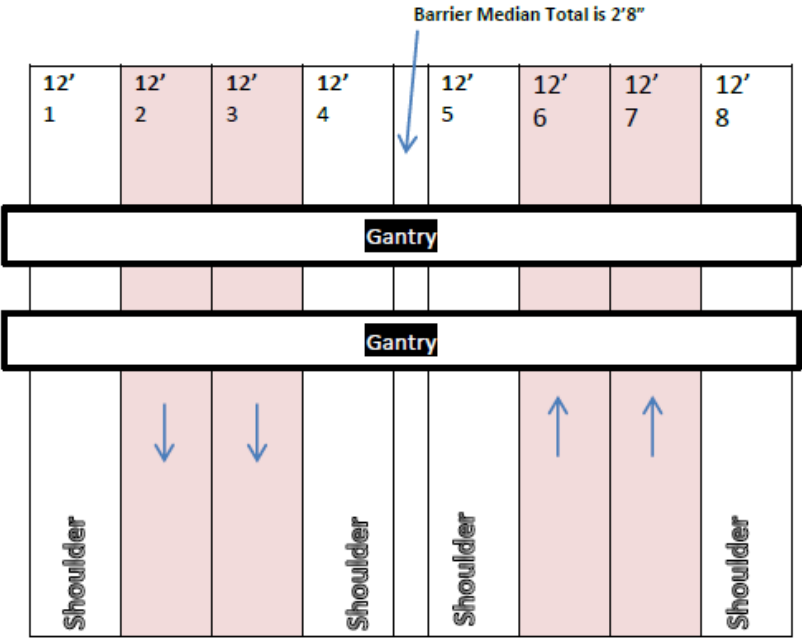 Barrier Median Total is 2’8”
12’ 12’ 12’ 12’ 12’ 12’ 12’ 12’
1 2 3 4 5 6 7 8
Gantry
Gantry
Shoulder Shoulder Shoulder Shoulder